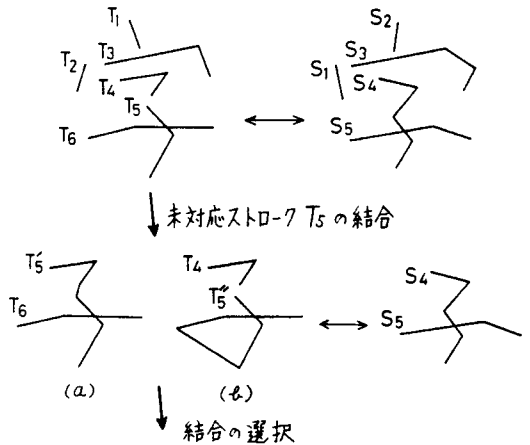 T₁
S₂
T₂ T₃
S₁ S₃
T₄
S₄
T₅
T₆
S₅
未対応ストローク T₅ の結合
T₅′
T₄
S₄
T₆
T₅″
S₅
(a)
(b)
結合の選択